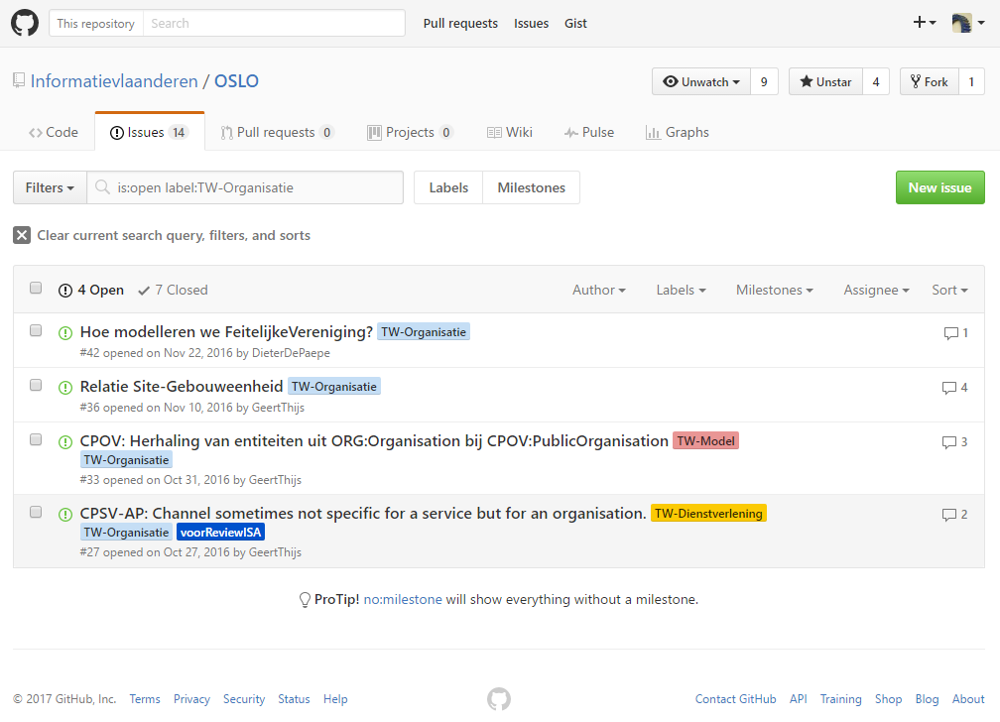 This repository Search Pull requests Issues Gist
Informatievlaanderen / OSLO Unwatch 9 Unstar 4 Fork 1
Code Issues 14 Pull requests 0 Projects 0 Wiki Pulse Graphs
Filters is:open label:TW-Organisatie Labels Milestones New issue
Clear current search query, filters, and sorts
4 Open 7 Closed Author Labels Milestones Assignee Sort
Hoe modelleren we FeitelijkeVereniging? TW-Organisatie 1
#42 opened on Nov 22, 2016 by DieterDePaepe
Relatie Site-Gebouweenheid TW-Organisatie 4
#36 opened on Nov 10, 2016 by GeertThijs
CPOV: Herhaling van entiteiten uit ORG:Organisation bij CPOV:PublicOrganisation TW-Model 3
TW-Organisatie
#33 opened on Oct 31, 2016 by GeertThijs
CPSV-AP: Channel sometimes not specific for a service but for an organisation. TW-Dienstverlening 2
TW-Organisatie voorReviewISA
#27 opened on Oct 27, 2016 by GeertThijs
ProTip! no:milestone will show everything without a milestone.
© 2017 GitHub, Inc. Terms Privacy Security Status Help Contact GitHub API Training Shop Blog About